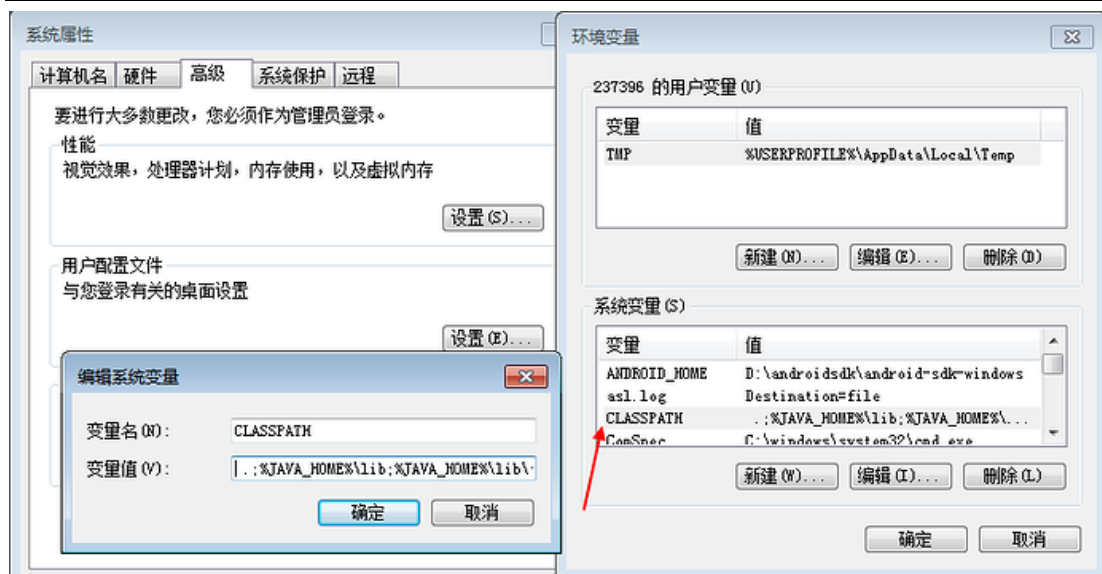 系统属性
计算机名 硬件 高级 系统保护 远程
要进行大多数更改，您必须作为管理员登录。
性能
视觉效果，处理器计划，内存使用，以及虚拟内存
设置(S)...
用户配置文件
与您登录有关的桌面设置
设置(E)...
编辑系统变量
变量名(N)： CLASSPATH
变量值(V)： .;%JAVA_HOME%\lib;%JAVA_HOME%\lib\
确定 取消
环境变量
237396 的用户变量(U)
变量 值
TMP %USERPROFILE%\AppData\Local\Temp
新建(N)... 编辑(E)... 删除(D)
系统变量(S)
变量 值
ANDROID_HOME D:\androidsdk\android-sdk-windows
asl.log Destination=file
CLASSPATH .;%JAVA_HOME%\lib;%JAVA_HOME%\...
ComSpec C:\windows\system32\cmd.exe
新建(W)... 编辑(I)... 删除(L)
确定 取消